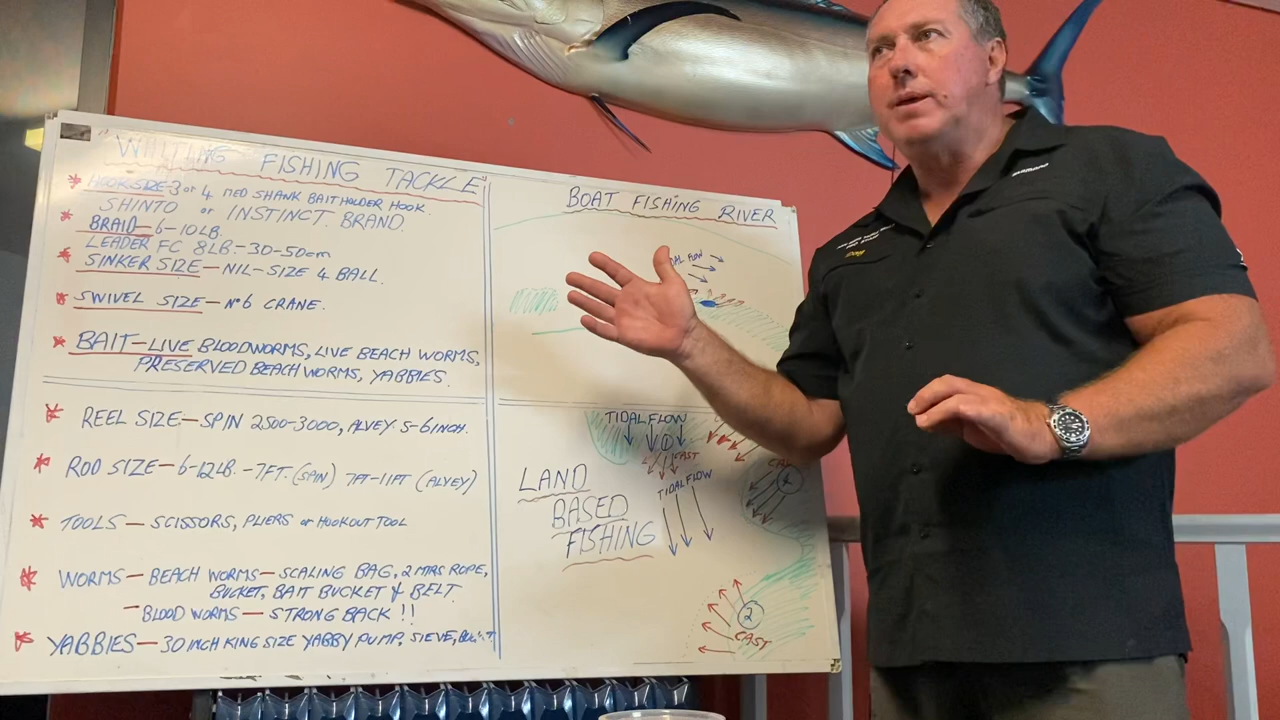 "WHITING FISHING TACKLE"
* HOOK SIZE-3 or 4 MED SHANK BAITHOLDER HOOK.
SHINTO or INSTINCT BRAND.
* BRAID-6-10LB.
LEADER FC 8LB-30-50cm
* SINKER SIZE-NIL-SIZE 4 BALL.
* SWIVEL SIZE-No6 CRANE.
* BAIT-LIVE BLOODWORMS, LIVE BEACH WORMS,
PRESERVED BEACH WORMS, YABBIES.
* REEL SIZE-SPIN 2500-3000, ALVEY 5-6INCH.
* ROD SIZE-6-12LB.-7FT.(SPIN) 7FT-11FT (ALVEY)
* TOOLS-SCISSORS, PLIERS or HOOKOUT TOOL
* WORMS-BEACH WORMS-SCALING BAG, 2 MTRS ROPE,
BUCKET, BAIT BUCKET & BELT.
-BLOOD WORMS-STRONG BACK!!
* YABBIES-30 INCH KING SIZE YABBY PUMP, SIEVE,
BOAT FISHING RIVER
FLOW
TIDAL FLOW
1
CAST
TIDAL FLOW
LAND
BASED
FISHING
2
CAST
SHIMANO